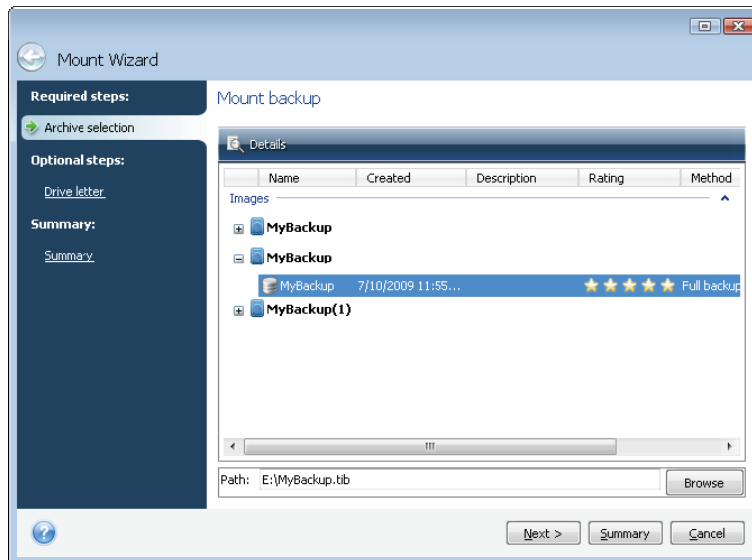 Mount Wizard
Required steps:
Archive selection
Optional steps:
Drive letter
Summary:
Summary
Mount backup
Details
Name Created Description Rating Method
Images
MyBackup
MyBackup
MyBackup 7/10/2009 11:55... Full backup
MyBackup(1)
Path: E:\MyBackup.tib Browse
Next > Summary Cancel